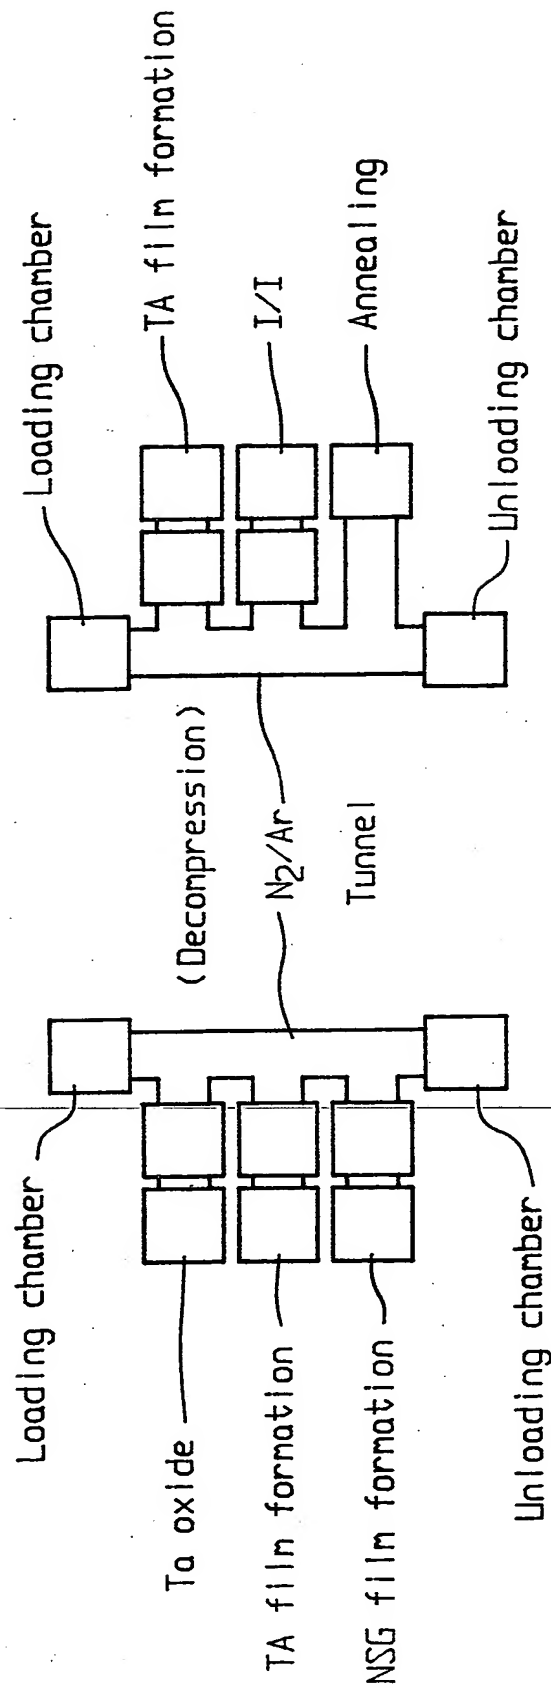 Loading chamber
Ta oxide
TA film formation
NSG film formation
Unloading chamber
(Decompression)
N2/Ar
Tunnel
Loading chamber
TA film formation
I/I
Annealing
Unloading chamber